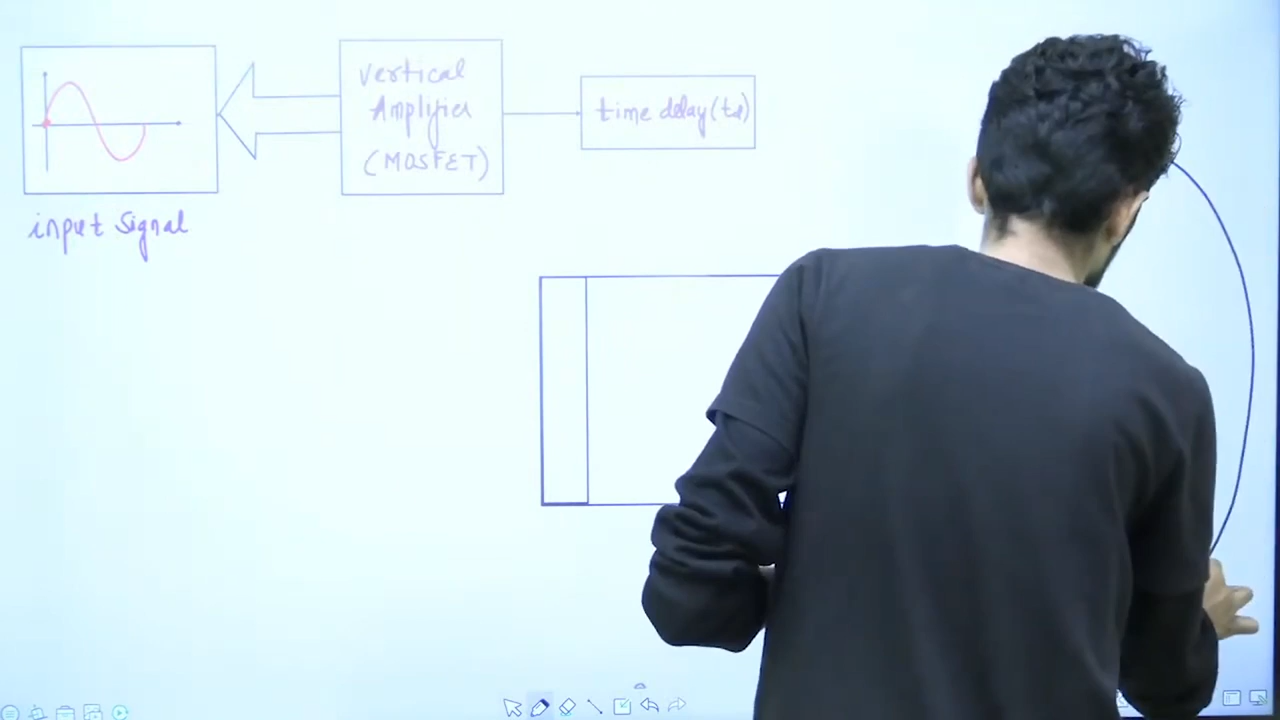 vertical
Amplifier
(MOSFET)
time delay (td)
input signal